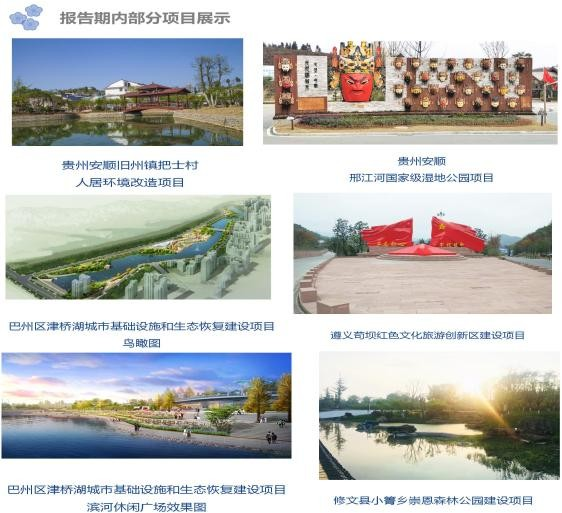 报告期内部分项目展示
贵州安顺旧州镇把士村
人居环境改造项目
贵州安顺
邢江河国家级湿地公园项目
巴州区津桥湖城市基础设施和生态恢复建设项目
鸟瞰图
遵义苟坝红色文化旅游创新区建设项目
巴州区津桥湖城市基础设施和生态恢复建设项目
滨河休闲广场效果图
修文县小箐乡崇恩森林公园建设项目